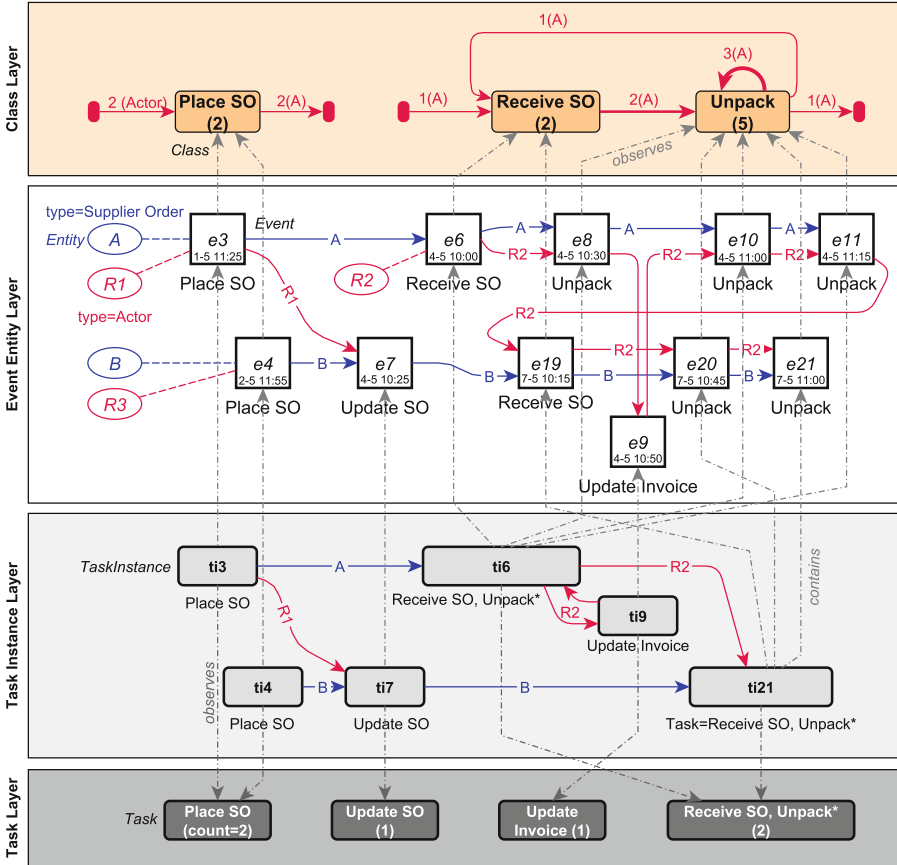 Class Layer
1(A)
3(A)
2 (Actor)
Place SO
(2)
2(A)
1(A)
Receive SO
(2)
2(A)
Unpack
(5)
1(A)
Class
observes
Event Entity Layer
type=Supplier Order
Entity
A
R1
type=Actor
e3
1-5 11:25
Place SO
Event
A
R2
e6
4-5 10:00
Receive SO
A
R2
e8
4-5 10:30
Unpack
A
R2
e10
4-5 11:00
Unpack
A
R2
e11
4-5 11:15
Unpack
R1
R2
B
R3
e4
2-5 11:55
Place SO
B
e7
4-5 10:25
Update SO
B
e19
7-5 10:15
Receive SO
R2
B
e20
7-5 10:45
Unpack
R2
B
e21
7-5 11:00
Unpack
e9
4-5 10:50
Update Invoice
Task Instance Layer
TaskInstance
ti3
Place SO
A
ti6
Receive SO, Unpack*
R2
R1
R2
ti9
Update Invoice
contains
observes
ti4
Place SO
B
ti7
Update SO
B
ti21
Task=Receive SO, Unpack*
Task Layer
Task
Place SO
(count=2)
Update SO
(1)
Update
Invoice (1)
Receive SO, Unpack*
(2)